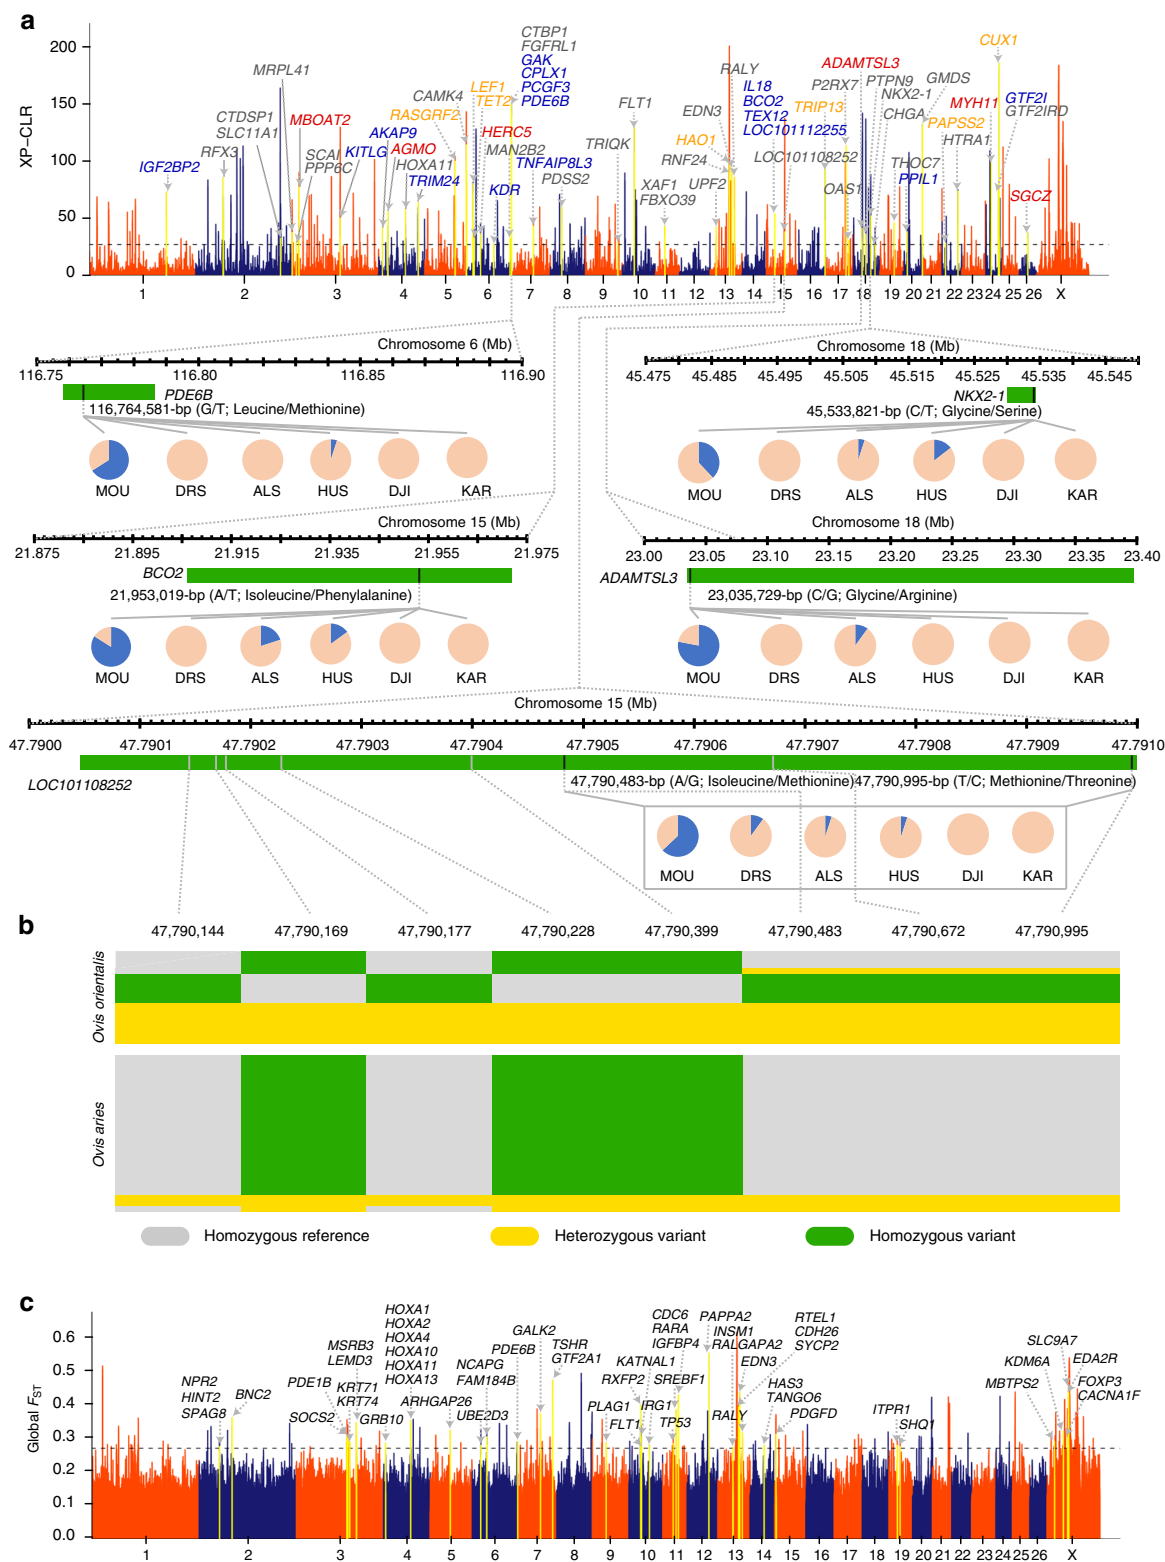 a
XP–CLR
200
150
100
50
0
IGF2BP2
MRPL41
CTDSP1
SLC11A1
RFX3
MBOAT2
SCAI
PPP6C
KITLG
AKAP9
AGMO
HOXA11
TRIM24
CAMK4
RASGRF2
LEF1
TET2
HERC5
MAN2B2
KDR
CTBP1
FGFRL1
GAK
CPLX1
PCGF3
PDE6B
TNFAIP8L3
PDSS2
TRIQK
FLT1
XAF1
FBXO39
UPF2
RNF24
HAO1
EDN3
RALY
IL18
BCO2
TEX12
LOC101112255
LOC101108252
TRIP13
P2RX7
ADAMTSL3
OAS1
PTPN9
NKX2-1
CHGA
THOC7
PPIL1
GMDS
PAPSS2
MYH11
HTRA1
CUX1
GTF2I
GTF2IRD
SGCZ
1 2 3 4 5 6 7 8 9 10 11 12 13 14 15 16 17 18 19 20 21 22 23 24 25 26 X
Chromosome 6 (Mb)
116.75 116.80 116.85 116.90
PDE6B
116,764,581-bp (G/T; Leucine/Methionine)
MOU DRS ALS HUS DJI KAR
Chromosome 18 (Mb)
45.475 45.485 45.495 45.505 45.515 45.525 45.535 45.545
NKX2-1
45,533,821-bp (C/T; Glycine/Serine)
MOU DRS ALS HUS DJI KAR
Chromosome 15 (Mb)
21.875 21.895 21.915 21.935 21.955 21.975
BCO2
21,953,019-bp (A/T; Isoleucine/Phenylalanine)
MOU DRS ALS HUS DJI KAR
Chromosome 18 (Mb)
23.00 23.05 23.10 23.15 23.20 23.25 23.30 23.35 23.40
ADAMTSL3
23,035,729-bp (C/G; Glycine/Arginine)
MOU DRS ALS HUS DJI KAR
Chromosome 15 (Mb)
47.7900 47.7901 47.7902 47.7903 47.7904 47.7905 47.7906 47.7907 47.7908 47.7909 47.7910
LOC101108252
47,790,483-bp (A/G; Isoleucine/Methionine) 47,790,995-bp (T/C; Methionine/Threonine)
MOU DRS ALS HUS DJI KAR
b
47,790,144 47,790,169 47,790,177 47,790,228 47,790,399 47,790,483 47,790,672 47,790,995
Ovis orientalis
Ovis aries
Homozygous reference Heterozygous variant Homozygous variant
c
Global FST
0.6
0.5
0.4
0.3
0.2
0.1
0.0
NPR2
HINT2
SPAG8
BNC2
PDE1B
SOCS2
MSRB3
LEMD3
KRT71
KRT74
GRB10
HOXA1
HOXA2
HOXA4
HOXA10
HOXA11
HOXA13
ARHGAP26
NCAPG
FAM184B
UBE2D3
PDE6B
GALK2
TSHR
GTF2A1
PLAG1
RXFP2
KATNAL1
FLT1
IRG1
TP53
CDC6
RARA
IGFBP4
SREBF1
PAPPA2
INSM1
RALGAPA2
EDN3
RALY
RTEL1
CDH26
SYCP2
HAS3
TANGO6
PDGFD
ITPR1
SHQ1
SLC9A7
KDM6A
MBTPS2
EDA2R
FOXP3
CACNA1F
1 2 3 4 5 6 7 8 9 10 11 12 13 14 15 16 17 18 19 20 21 22 23 24 25 26 X